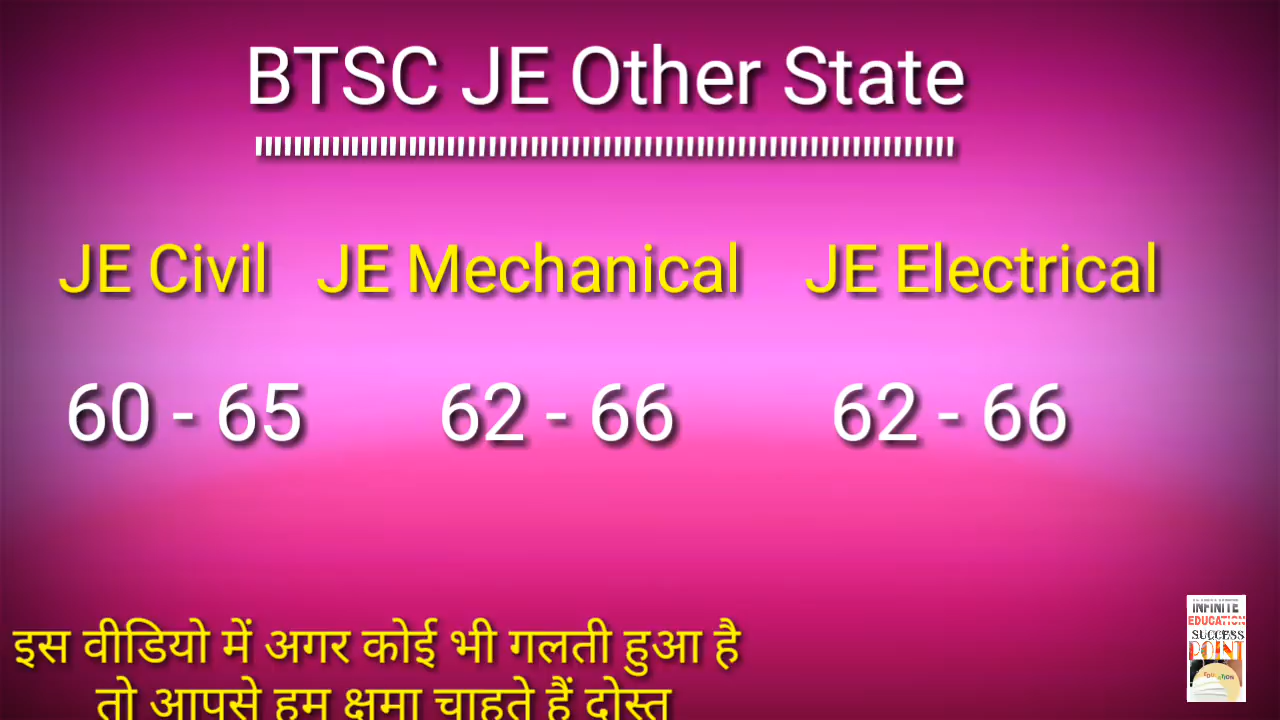 BTSC JE Other State
JE Civil JE Mechanical JE Electrical
60 - 65 62 - 66 62 - 66
इस वीडियो में अगर कोई भी गलती हुआ है
तो आपसे हम क्षमा चाहते हैं दोस्त
INFINITE
EDUCATION
SUCCESS
POINT
EDUCATION